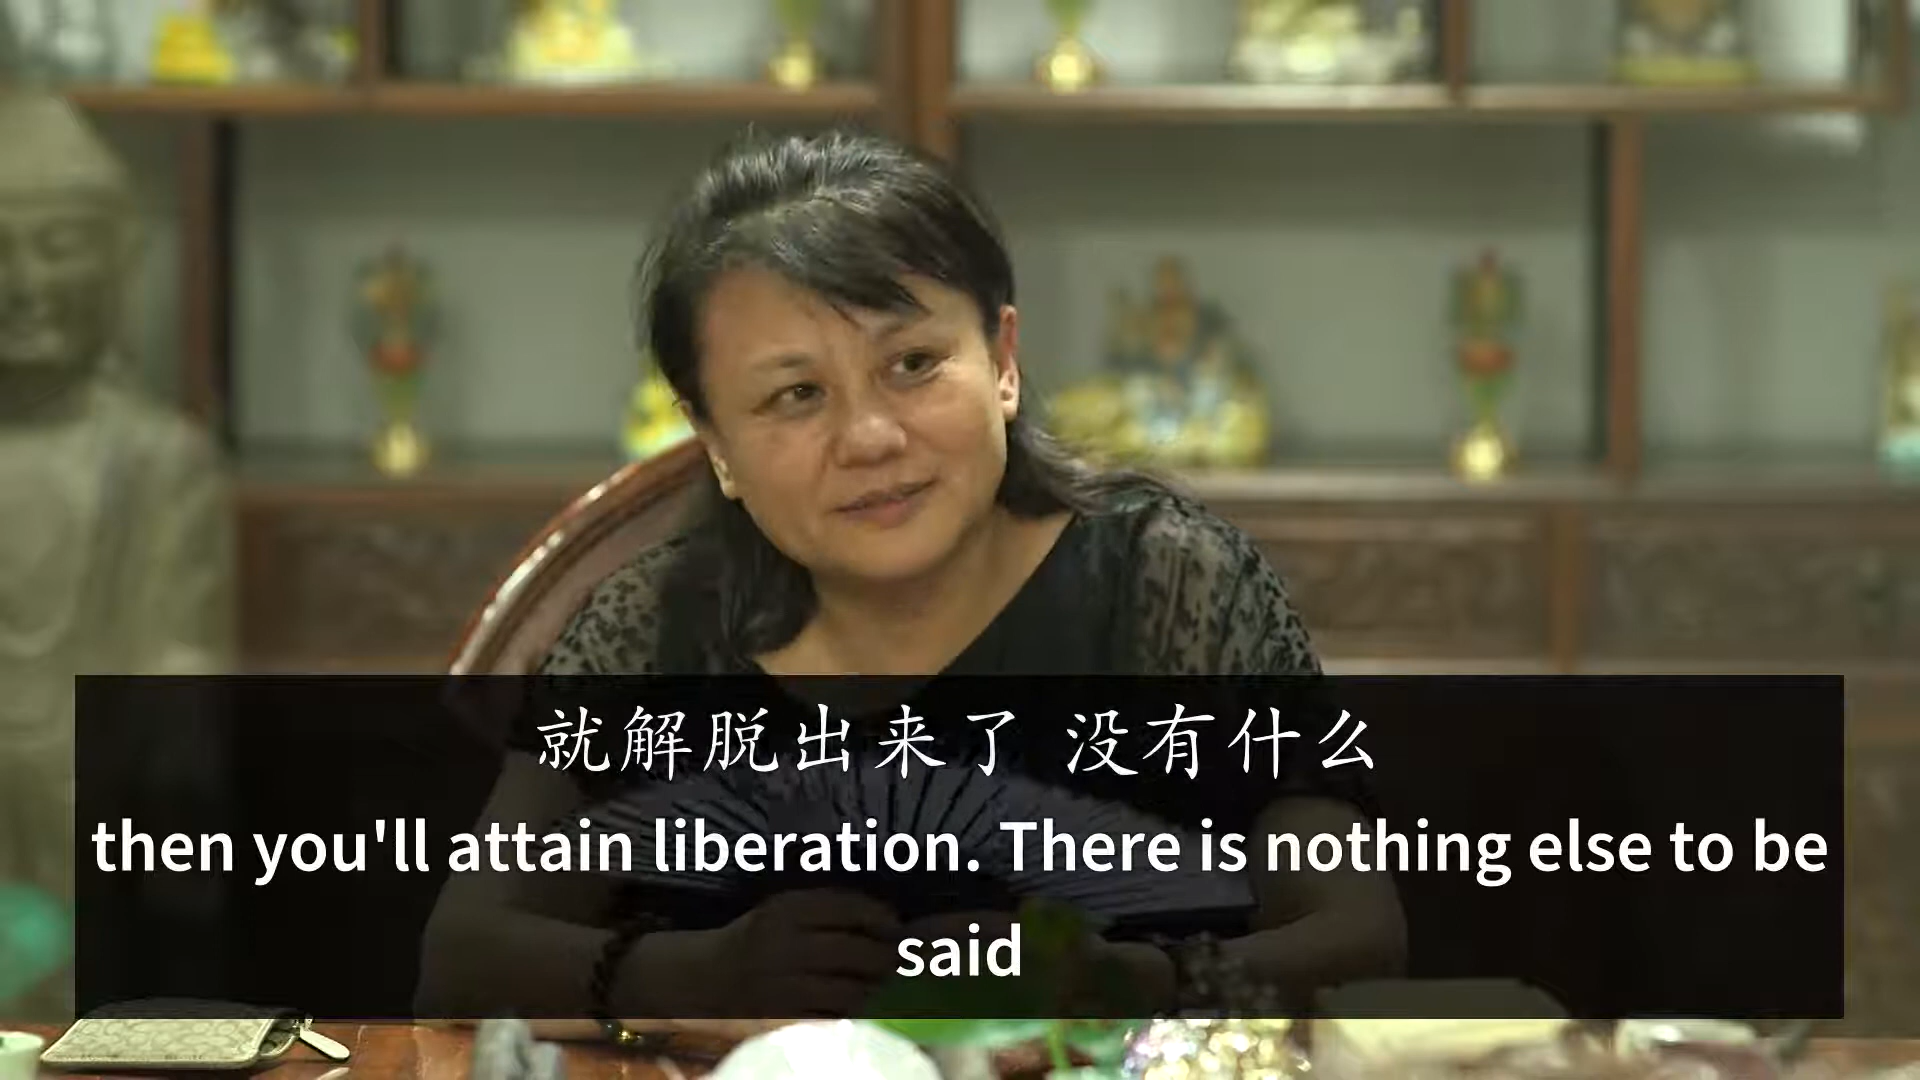 就解脱出来了 没有什么
then you'll attain liberation. There is nothing else to be
said